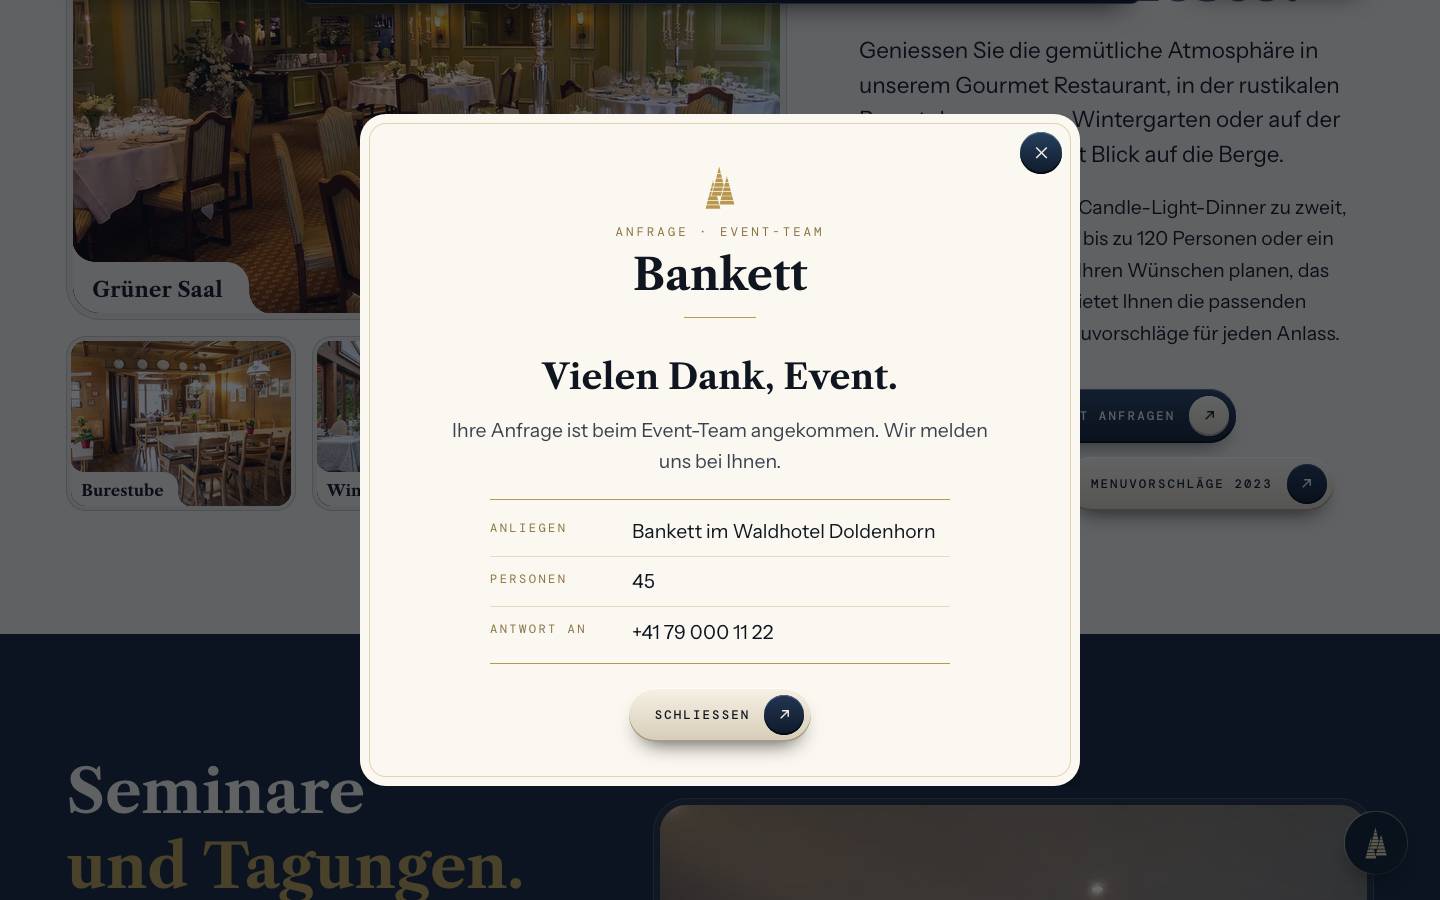 Geniessen Sie die gemütliche Atmosphäre in
unserem Gourmet Restaurant, in der rustikalen
Wintergarten oder auf der
Blick auf die Berge.
Candle-Light-Dinner zu zweit,
bis zu 120 Personen oder ein
Wünschen planen, das
Ihnen die passenden
für jeden Anlass.
ANFRAGEN
MENUVORSCHLÄGE 2023
Grüner Saal
Burestube
ANFRAGE · EVENT-TEAM
Bankett
Vielen Dank, Event.
Ihre Anfrage ist beim Event-Team angekommen. Wir melden
uns bei Ihnen.
ANLIEGEN Bankett im Waldhotel Doldenhorn
PERSONEN 45
ANTWORT AN +41 79 000 11 22
SCHLIESSEN
Seminare
und Tagungen.